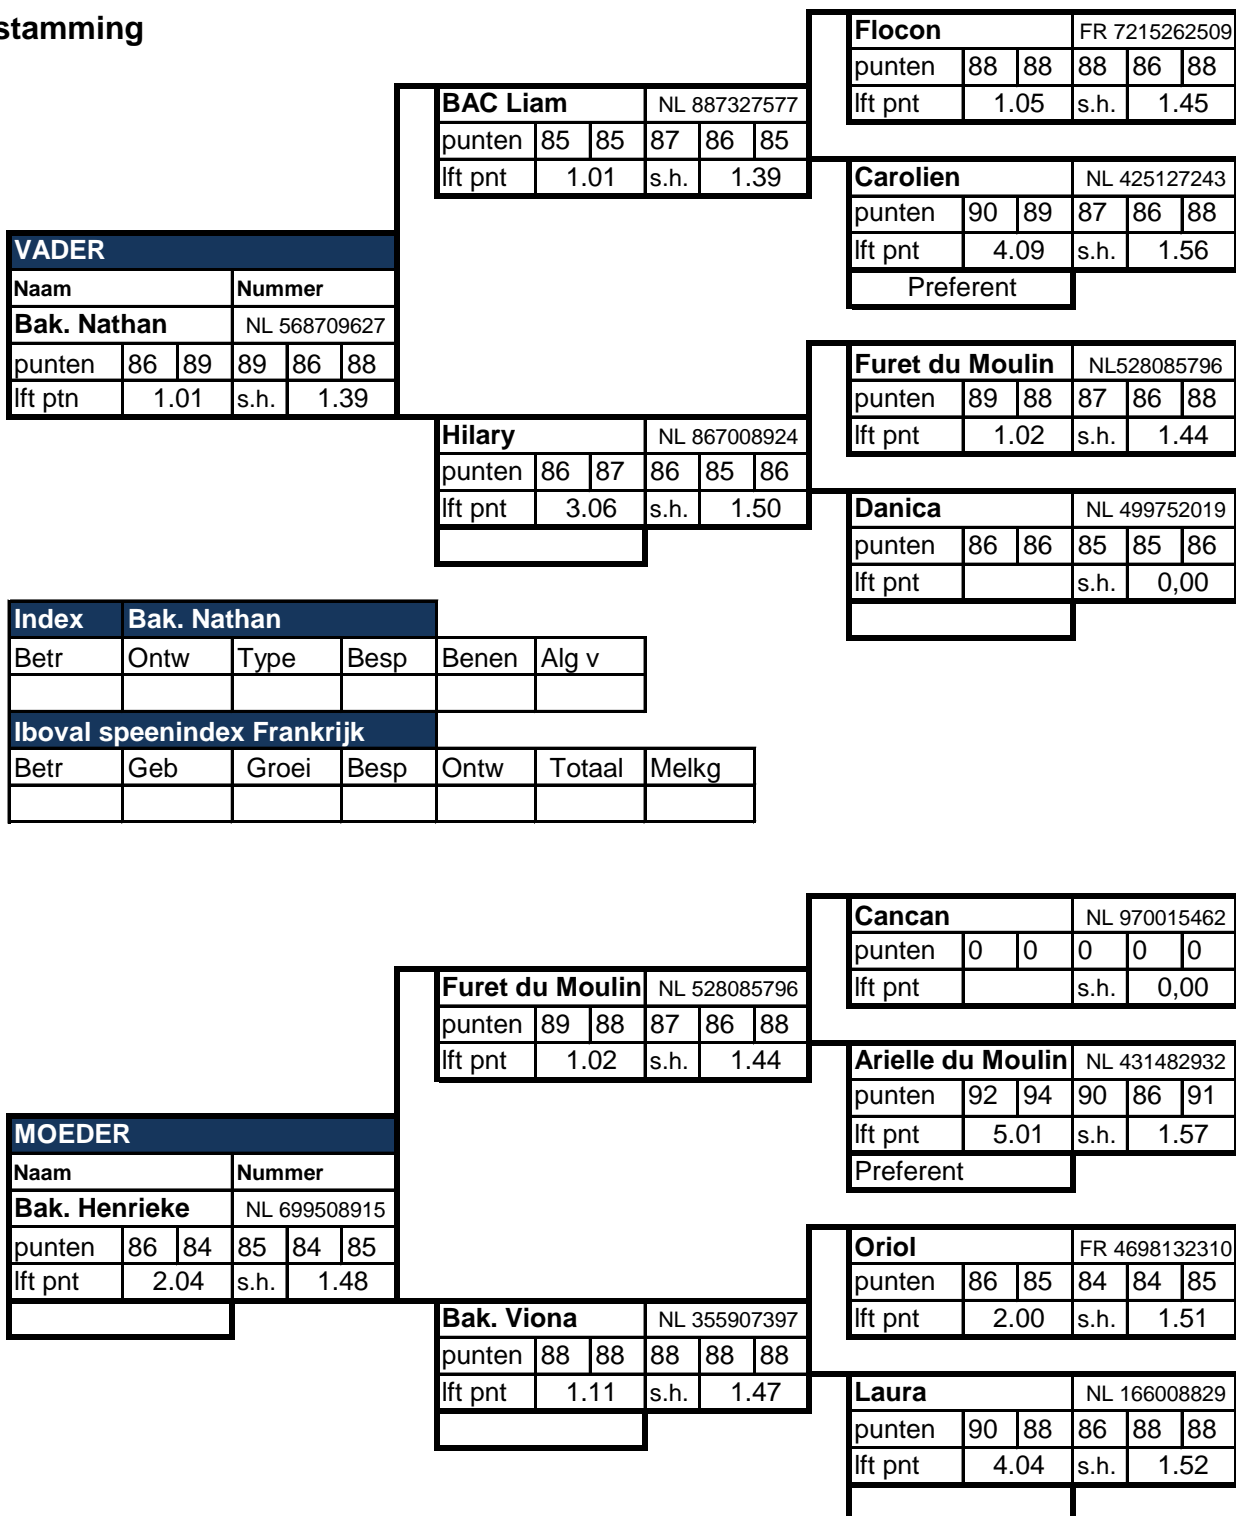 stamming
Flocon FR 7215262509
punten 88 88 88 86 88
lft pnt 1.05 s.h. 1.45
BAC Liam NL 887327577
punten 85 85 87 86 85
lft pnt 1.01 s.h. 1.39
Carolien NL 425127243
punten 90 89 87 86 88
lft pnt 4.09 s.h. 1.56
Preferent
VADER
Naam Nummer
Bak. Nathan NL 568709627
punten 86 89 89 86 88
lft ptn 1.01 s.h. 1.39
Furet du Moulin NL528085796
punten 89 88 87 86 88
lft pnt 1.02 s.h. 1.44
Hilary NL 867008924
punten 86 87 86 85 86
lft pnt 3.06 s.h. 1.50
Danica NL 499752019
punten 86 86 85 85 86
lft pnt s.h. 0,00
Index Bak. Nathan
Betr Ontw Type Besp Benen Alg v
Iboval speenindex Frankrijk
Betr Geb Groei Besp Ontw Totaal Melkg
Cancan NL 970015462
punten 0 0 0 0 0
lft pnt s.h. 0,00
Furet du Moulin NL 528085796
punten 89 88 87 86 88
lft pnt 1.02 s.h. 1.44
Arielle du Moulin NL 431482932
punten 92 94 90 86 91
lft pnt 5.01 s.h. 1.57
Preferent
MOEDER
Naam Nummer
Bak. Henrieke NL 699508915
punten 86 84 85 84 85
lft pnt 2.04 s.h. 1.48
Oriol FR 4698132310
punten 86 85 84 84 85
lft pnt 2.00 s.h. 1.51
Bak. Viona NL 355907397
punten 88 88 88 88 88
lft pnt 1.11 s.h. 1.47
Laura NL 166008829
punten 90 88 86 88 88
lft pnt 4.04 s.h. 1.52